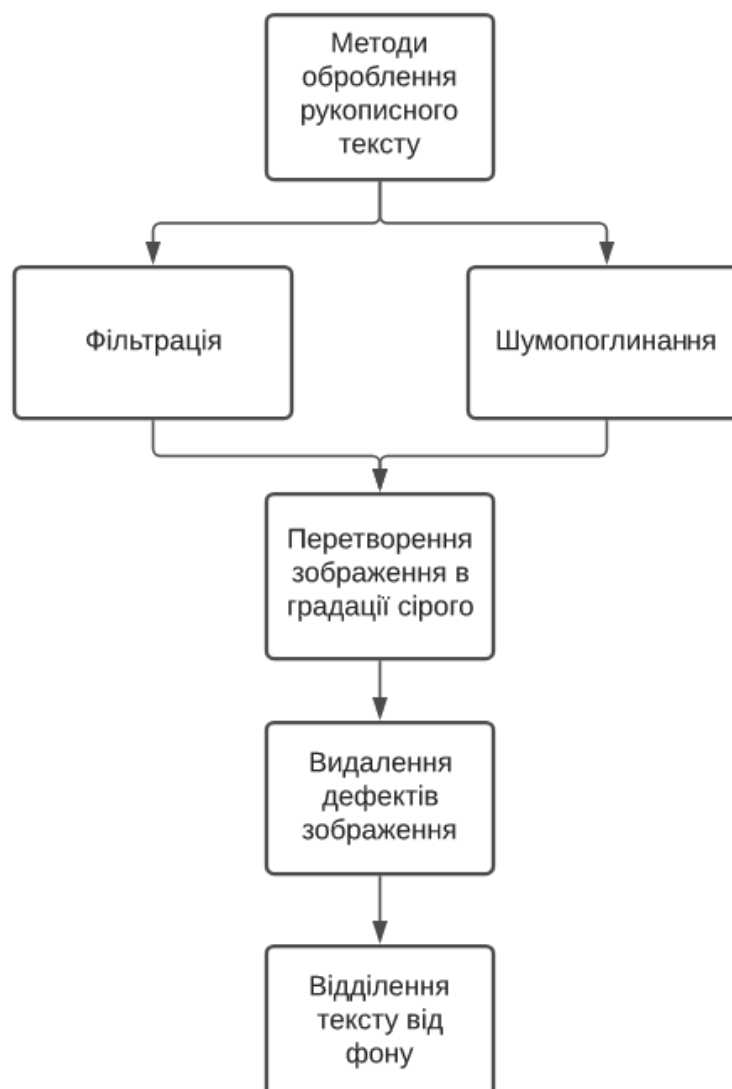 Методи
оброблення
рукописного
тексту
Фільтрація
Шумопоглинання
Перетворення
зображення в
градації сірого
Видалення
дефектів
зображення
Відділення
тексту від
фону